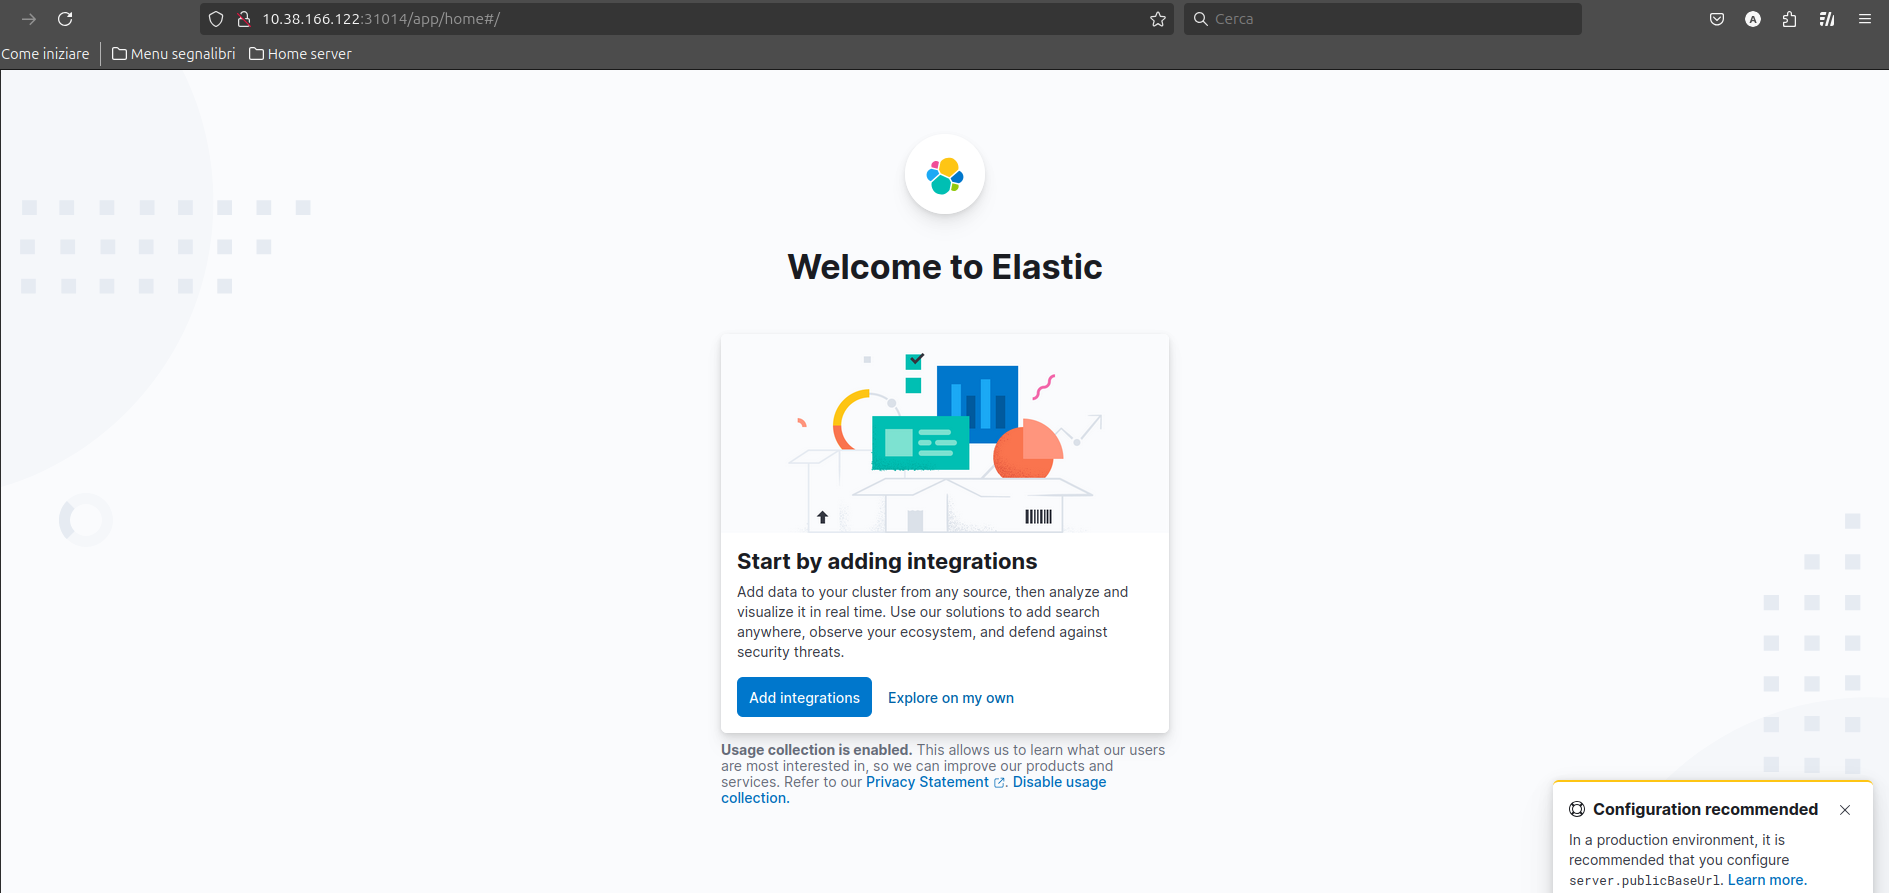 10.38.166.122:31014/app/home#/
Cerca
Come iniziare
Menu segnalibri
Home server
Welcome to Elastic
Start by adding integrations
Add data to your cluster from any source, then analyze and
visualize it in real time. Use our solutions to add search
anywhere, observe your ecosystem, and defend against
security threats.
Add integrations
Explore on my own
Usage collection is enabled. This allows us to learn what our users
are most interested in, so we can improve our products and
services. Refer to our Privacy Statement. Disable usage
collection.
Configuration recommended
In a production environment, it is
recommended that you configure
server.publicBaseUrl. Learn more.